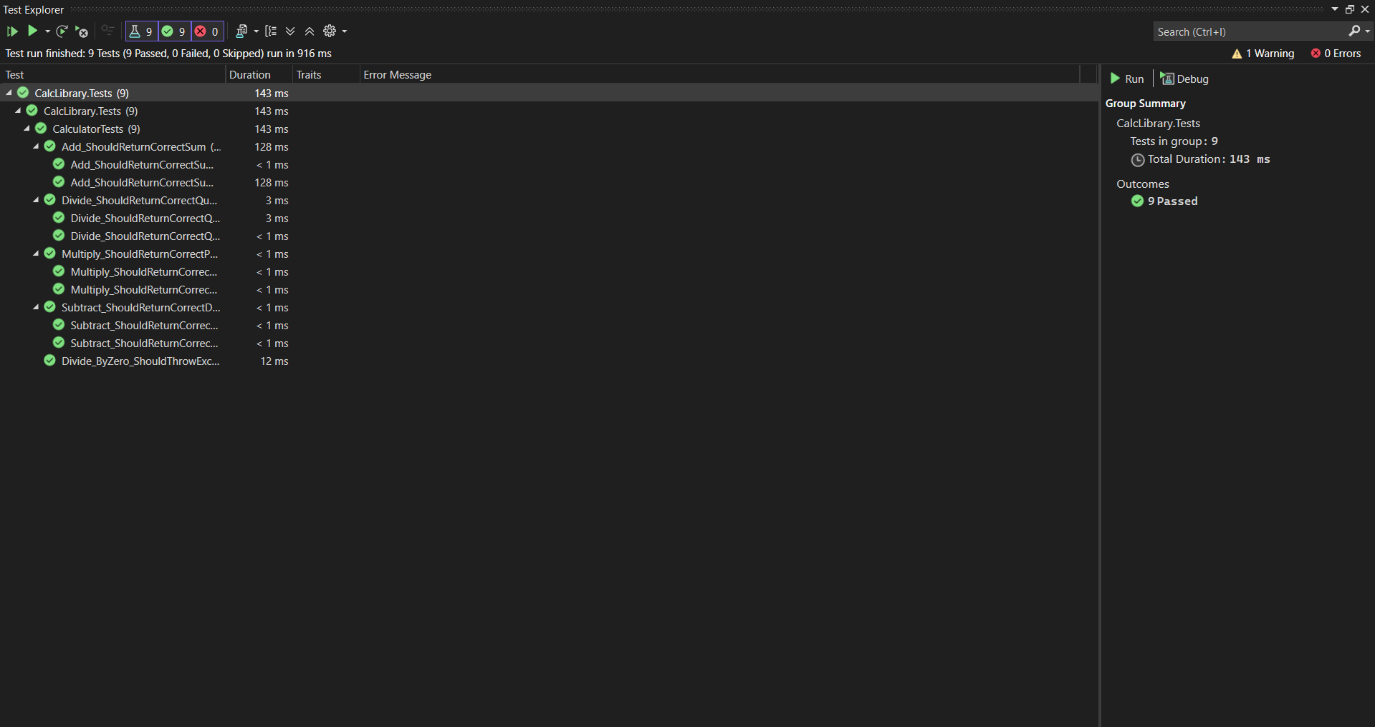 Test Explorer
9 9 0
Search (Ctrl+I)
Test run finished: 9 Tests (9 Passed, 0 Failed, 0 Skipped) run in 916 ms
1 Warning 0 Errors
Test Duration Traits Error Message
CalcLibrary.Tests (9) 143 ms
CalcLibrary.Tests (9) 143 ms
CalculatorTests (9) 143 ms
Add_ShouldReturnCorrectSum (... 128 ms
Add_ShouldReturnCorrectSu... < 1 ms
Add_ShouldReturnCorrectSu... 128 ms
Divide_ShouldReturnCorrectQu... 3 ms
Divide_ShouldReturnCorrectQ... 3 ms
Divide_ShouldReturnCorrectQ... < 1 ms
Multiply_ShouldReturnCorrectP... < 1 ms
Multiply_ShouldReturnCorrec... < 1 ms
Multiply_ShouldReturnCorrec... < 1 ms
Subtract_ShouldReturnCorrectD... < 1 ms
Subtract_ShouldReturnCorrec... < 1 ms
Subtract_ShouldReturnCorrec... < 1 ms
Divide_ByZero_ShouldThrowExc... 12 ms
Run Debug
Group Summary
CalcLibrary.Tests
Tests in group: 9
Total Duration: 143 ms
Outcomes
9 Passed